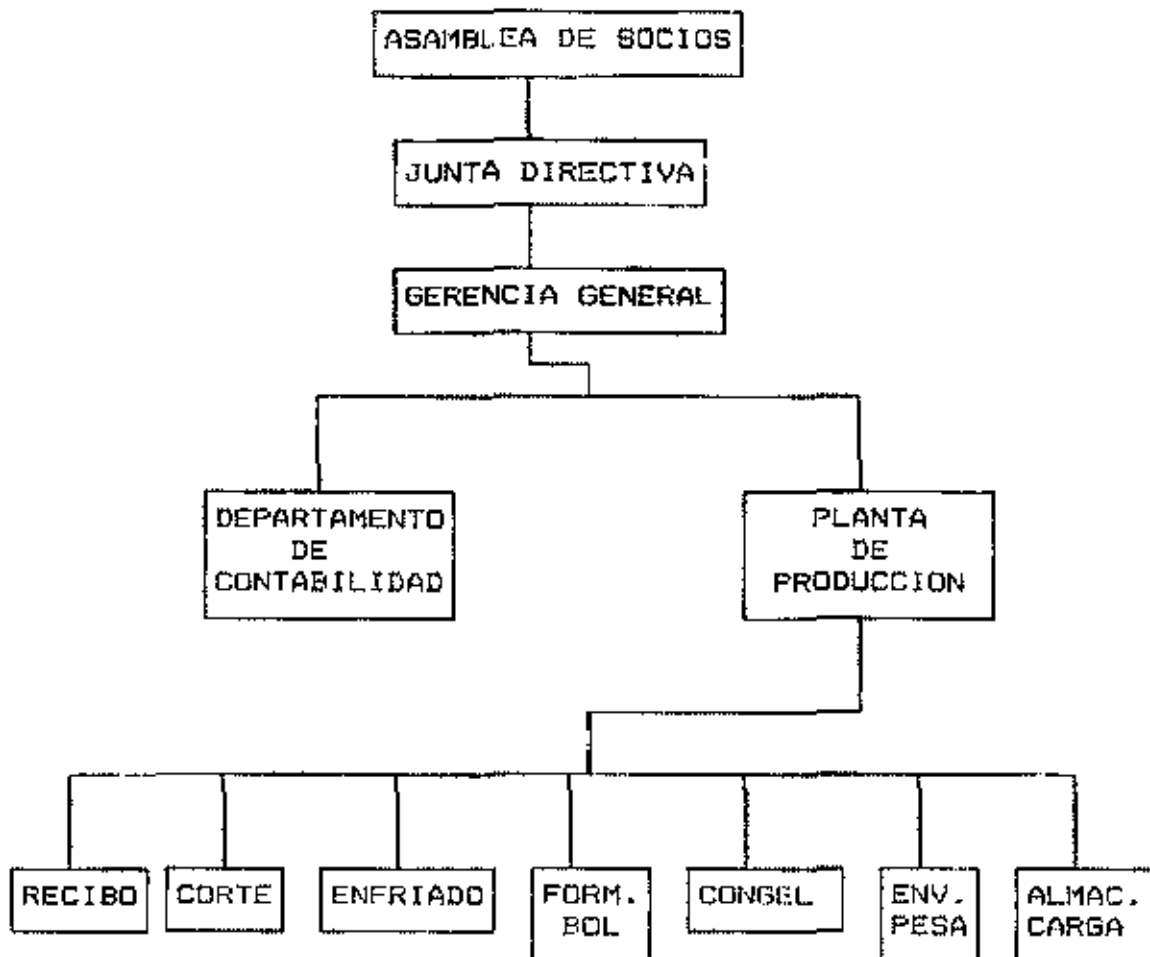 ASAMBLEA DE SOCIOS
JUNTA DIRECTIVA
GERENCIA GENERAL
DEPARTAMENTO
DE
CONTABILIDAD
PLANTA
DE
PRODUCCION
RECIBO
CORTE
ENFRIADO
FORM.
BOL
CONGEL
ENV.
PESA
ALMAC.
CARGA